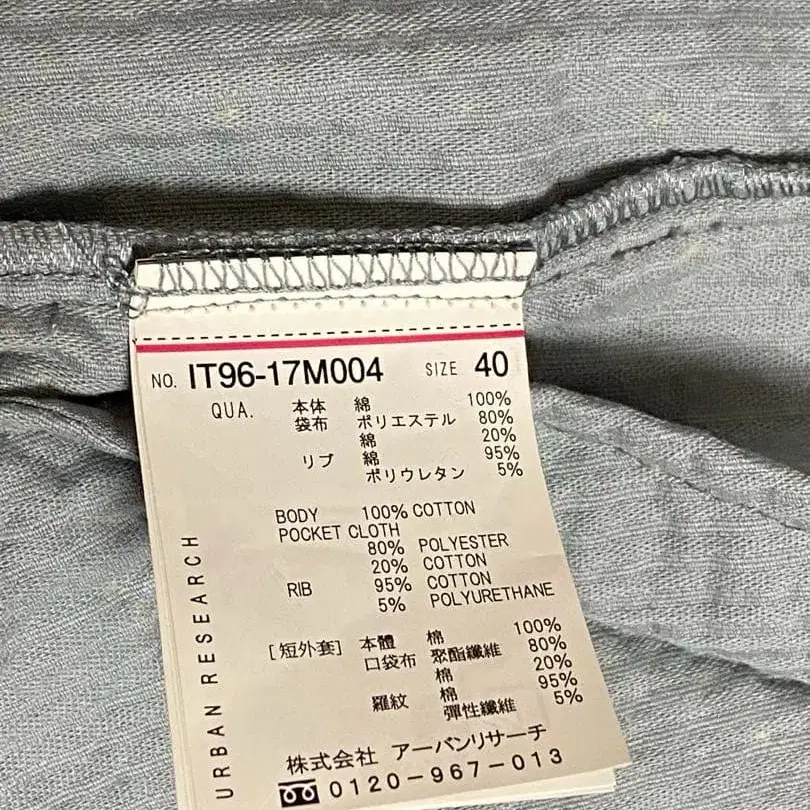 NO. IT96-17M004 SIZE 40
QUA. 本体 綿 100%
袋布 ポリエステル 80%
綿 20%
リブ 綿 95%
ポリウレタン 5%
BODY 100% COTTON
POCKET CLOTH
80% POLYESTER
20% COTTON
RIB 95% COTTON
5% POLYURETHANE
[短外套] 本體 棉 100%
口袋布 聚酯纖維 80%
棉 20%
羅紋 棉 95%
彈性纖維 5%
株式会社 アーバンリサーチ
0120-967-013
URBAN RESEARCH